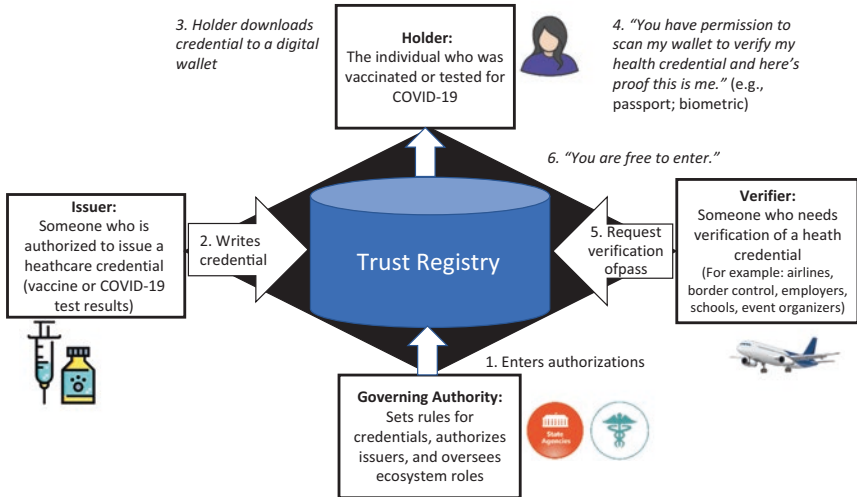 3. Holder downloads
credential to a digital
wallet
Holder:
The individual who was
vaccinated or tested for
COVID-19
4. “You have permission to
scan my wallet to verify my
health credential and here’s
proof this is me.” (e.g.,
passport; biometric)
6. “You are free to enter.”
Issuer:
Someone who is
authorized to issue a
heathcare credential
(vaccine or COVID-19
test results)
2. Writes
credential
Trust Registry
5. Request
verification
ofpass
Verifier:
Someone who needs
verification of a heath
credential
(For example: airlines,
border control, employers,
schools, event organizers)
1. Enters authorizations
Governing Authority:
Sets rules for
credentials, authorizes
issuers, and oversees
ecosystem roles
State
Agencies